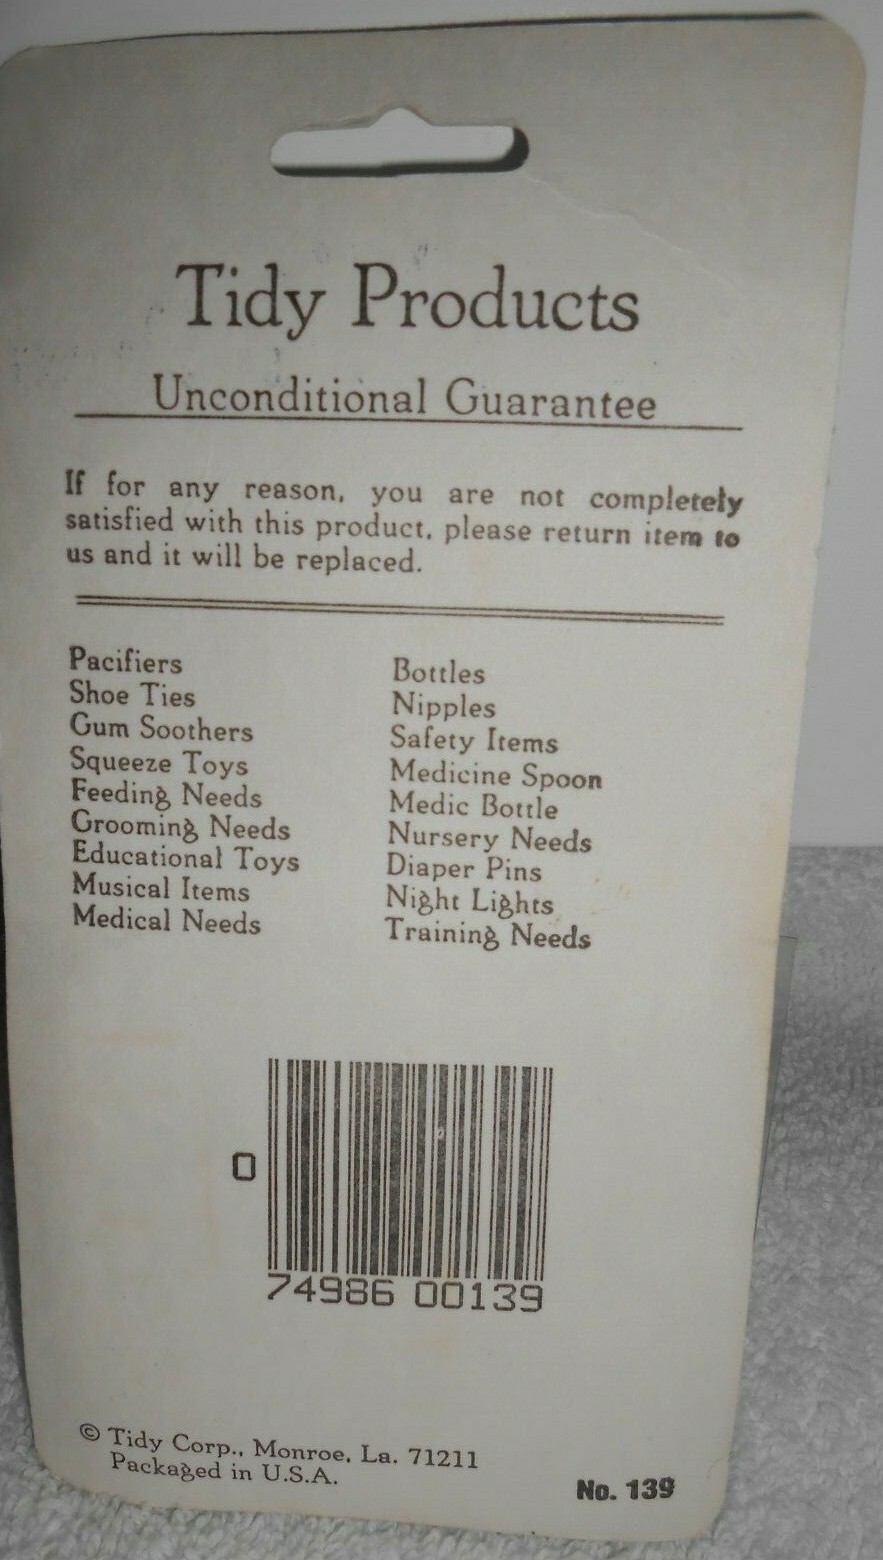 Tidy Products
Unconditional Guarantee
If for any reason, you are not completely
satisfied with this product, please return item to
us and it will be replaced.
Pacifiers
Shoe Ties
Gum Soothers
Squeeze Toys
Feeding Needs
Grooming Needs
Educational Toys
Musical Items
Medical Needs
Bottles
Nipples
Safety Items
Medicine Spoon
Medic Bottle
Nursery Needs
Diaper Pins
Night Lights
Training Needs
0
74986 00139
© Tidy Corp., Monroe, La. 71211
Packaged in U.S.A.
No. 139